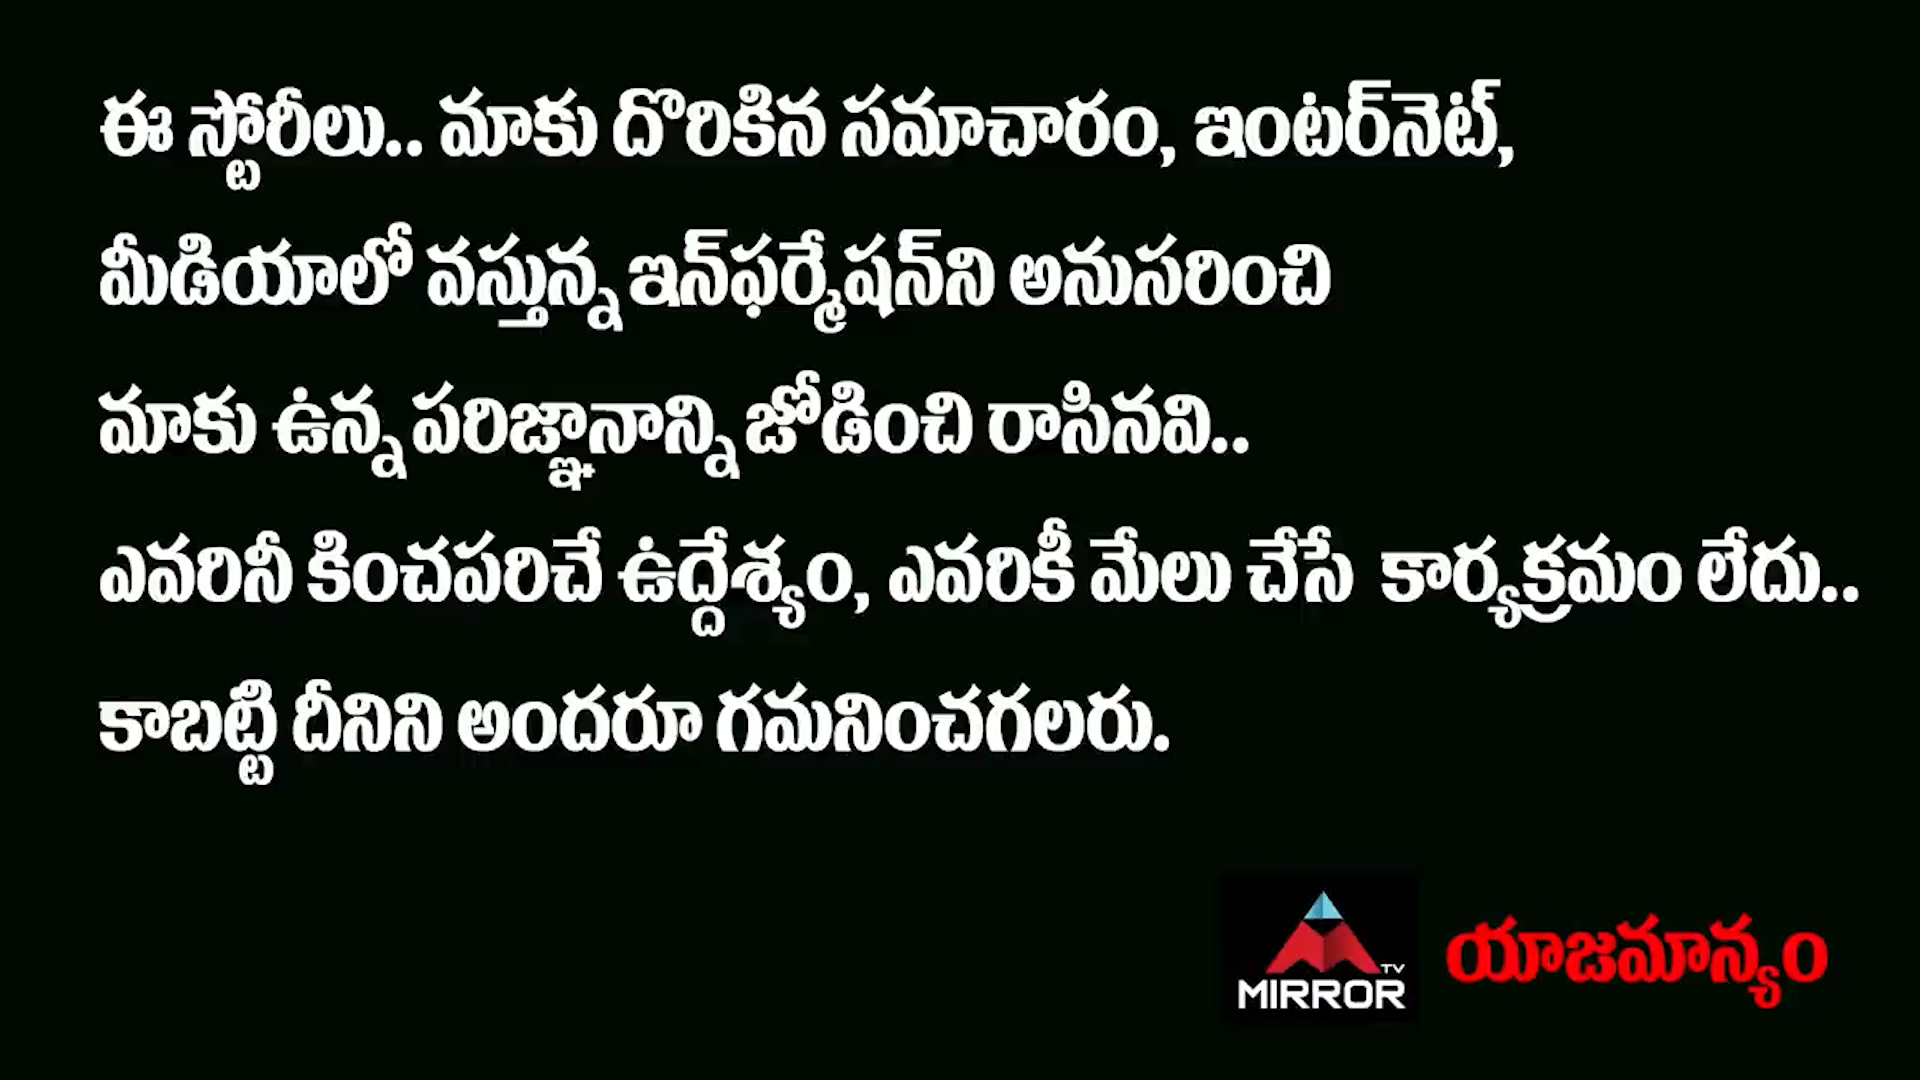 ఈ స్టోరీలు.. మాకు దొరికిన సమాచారం, ఇంటర్‌నెట్,
మీడియాలో వస్తున్న ఇన్‌ఫర్మేషన్‌ని అనుసరించి
మాకు ఉన్న పరిజ్ఞానాన్ని జోడించి రాసినవి..
ఎవరినీ కించపరిచే ఉద్దేశ్యం, ఎవరికీ మేలు చేసే కార్యక్రమం లేదు..
కాబట్టి దీనిని అందరూ గమనించగలరు.
TV
MIRROR
యాజమాన్యం